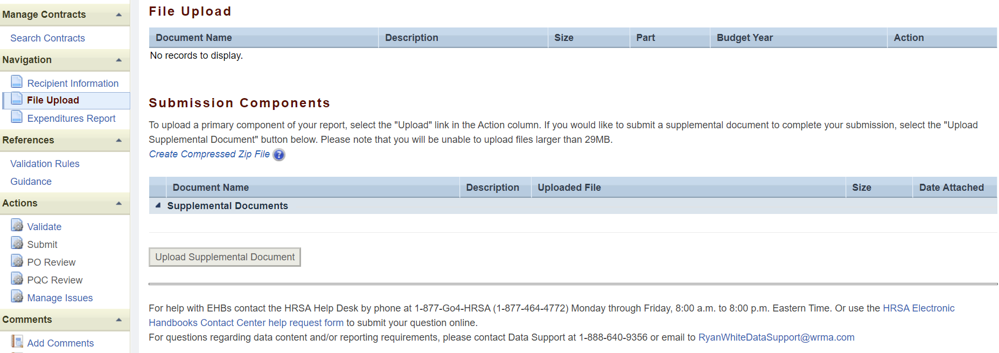 Manage Contracts
Search Contracts
Navigation
Recipient Information
File Upload
Expenditures Report
References
Validation Rules
Guidance
Actions
Validate
Submit
PO Review
PQC Review
Manage Issues
Comments
Add Comments
File Upload
Document Name Description Size Part Budget Year Action
No records to display.
Submission Components
To upload a primary component of your report, select the "Upload" link in the Action column. If you would like to submit a supplemental document to complete your submission, select the "Upload
Supplemental Document" button below. Please note that you will be unable to upload files larger than 29MB.
Create Compressed Zip File ?
Document Name Description Uploaded File Size Date Attached
Supplemental Documents
Upload Supplemental Document
For help with EHBs contact the HRSA Help Desk by phone at 1-877-Go4-HRSA (1-877-464-4772) Monday through Friday, 8:00 a.m. to 8:00 p.m. Eastern Time. Or use the HRSA Electronic
Handbooks Contact Center help request form to submit your question online.
For questions regarding data content and/or reporting requirements, please contact Data Support at 1-888-640-9356 or email to RyanWhiteDataSupport@wrma.com